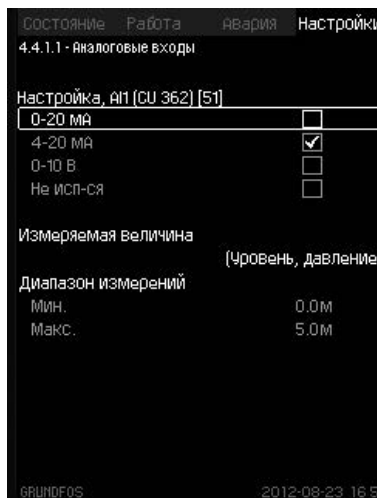 Состояние Работа Авария Настройки
4.4.1.1 - Аналоговые входы
Настройка, AI1 (CU 362) [51]
0-20 мА
4-20 мА
0-10 В
Не исп-ся
Измеряемая величина
(Уровень, давление
Диапазон измерений
Мин. 0.0м
Макс. 5.0м
GRUNDFOS 2012-08-23 16:5